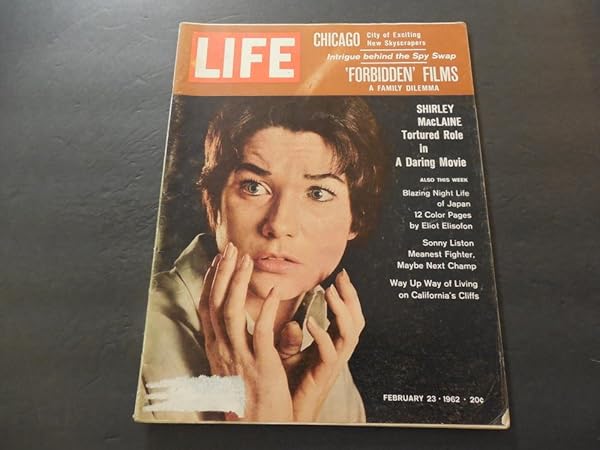 LIFE
CHICAGO City of Exciting
New Skyscrapers
Intrigue behind the Spy Swap
'FORBIDDEN' FILMS
A FAMILY DILEMMA
SHIRLEY
MACLAINE
Tortured Role
In
A Daring Movie
ALSO THIS WEEK
Blazing Night Life
of Japan
12 Color Pages
by Eliot Elisofon
Sonny Liston
Meanest Fighter,
Maybe Next Champ
Way Up Way of Living
on California's Cliffs
FEBRUARY 23 · 1962 · 20¢